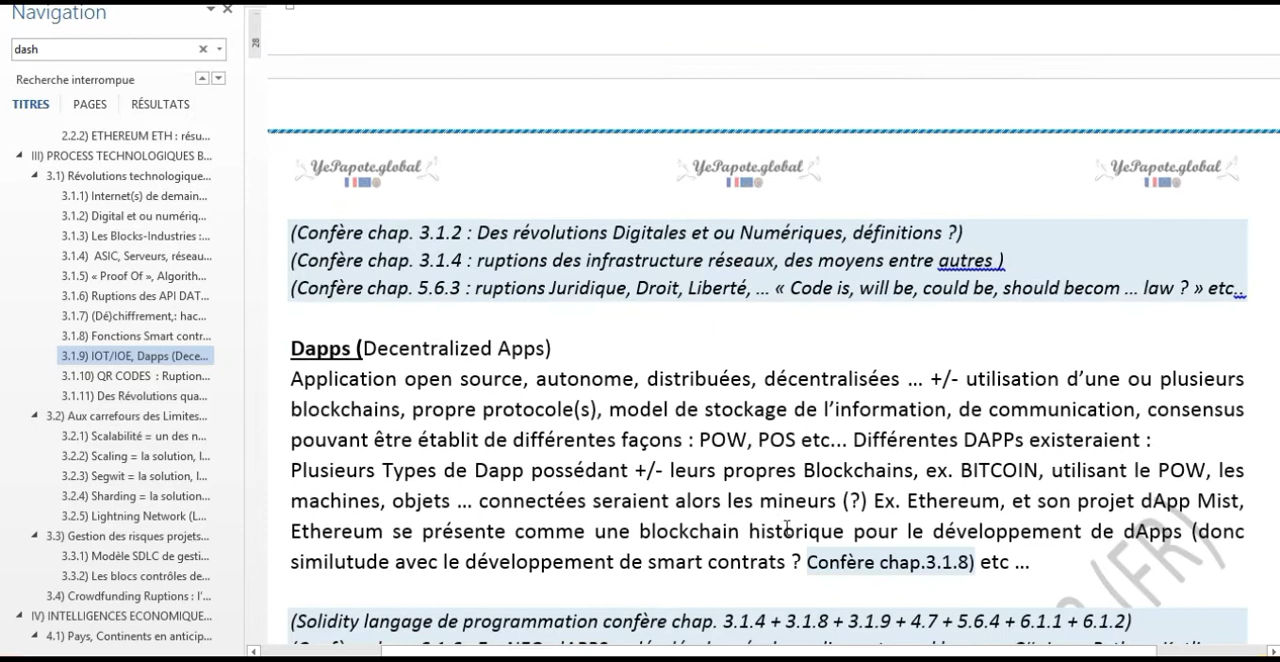 Navigation
dash
Recherche interrompue
TITRES PAGES RÉSULTATS
2.2.2) ETHEREUM ETH : résu...
III) PROCESS TECHNOLOGIQUES B...
3.1) Révolutions technologique...
3.1.1) Internet(s) de demain...
3.1.2) Digital et ou numériq...
3.1.3) Les Blocks-Industries :...
3.1.4) ASIC, Serveurs, réseau...
3.1.5) « Proof Of », Algorith...
3.1.6) Ruptions des API DAT...
3.1.7) (Dé)chiffrement,: hac...
3.1.8) Fonctions Smart contr...
3.1.9) IOT/IOE, Dapps (Dece...
3.1.10) QR CODES : Ruption...
3.1.11) Des Révolutions qua...
3.2) Aux carrefours des Limites...
3.2.1) Scalabilité = un des n...
3.2.2) Scaling = la solution, l...
3.2.3) Segwit = la solution, l...
3.2.4) Sharding = la solution...
3.2.5) Lightning Network (L...
3.3) Gestion des risques projets...
3.3.1) Modèle SDLC de gesti...
3.3.2) Les blocs contrôles de...
3.4) Crowdfunding Ruptions : l'...
IV) INTELLIGENCES ECONOMIQUE...
4.1) Pays, Continents en anticip...
28
YePapote.global YePapote.global YePapote.global
(Confère chap. 3.1.2 : Des révolutions Digitales et ou Numériques, définitions ?)
(Confère chap. 3.1.4 : ruptions des infrastructure réseaux, des moyens entre autres )
(Confère chap. 5.6.3 : ruptions Juridique, Droit, Liberté, ... « Code is, will be, could be, should becom ... law ? » etc..
Dapps (Decentralized Apps)
Application open source, autonome, distribuées, décentralisées ... +/- utilisation d'une ou plusieurs
blockchains, propre protocole(s), model de stockage de l'information, de communication, consensus
pouvant être établit de différentes façons : POW, POS etc... Différentes DAPPs existeraient :
Plusieurs Types de Dapp possédant +/- leurs propres Blockchains, ex. BITCOIN, utilisant le POW, les
machines, objets ... connectées seraient alors les mineurs (?) Ex. Ethereum, et son projet dApp Mist,
Ethereum se présente comme une blockchain historique pour le développement de dApps (donc
similutude avec le développement de smart contrats ? Confère chap.3.1.8) etc ...
(FR)
(Solidity langage de programmation confère chap. 3.1.4 + 3.1.8 + 3.1.9 + 4.7 + 5.6.4 + 6.1.1 + 6.1.2)